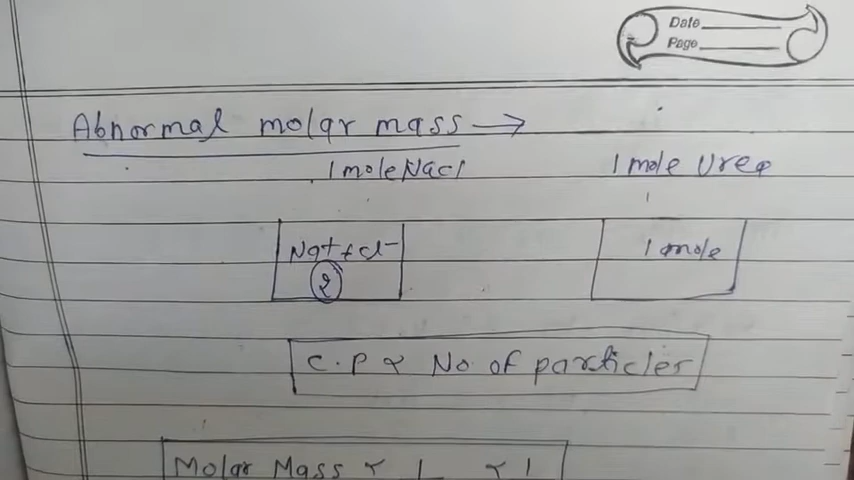 Date
Page
Abnormal molar mass →
1 mole NaCl 1 mole Urea
Na+ + Cl- 1 mole
2
C.P ∝ No. of particles
Molar Mass ∝ 1 ∝ 1